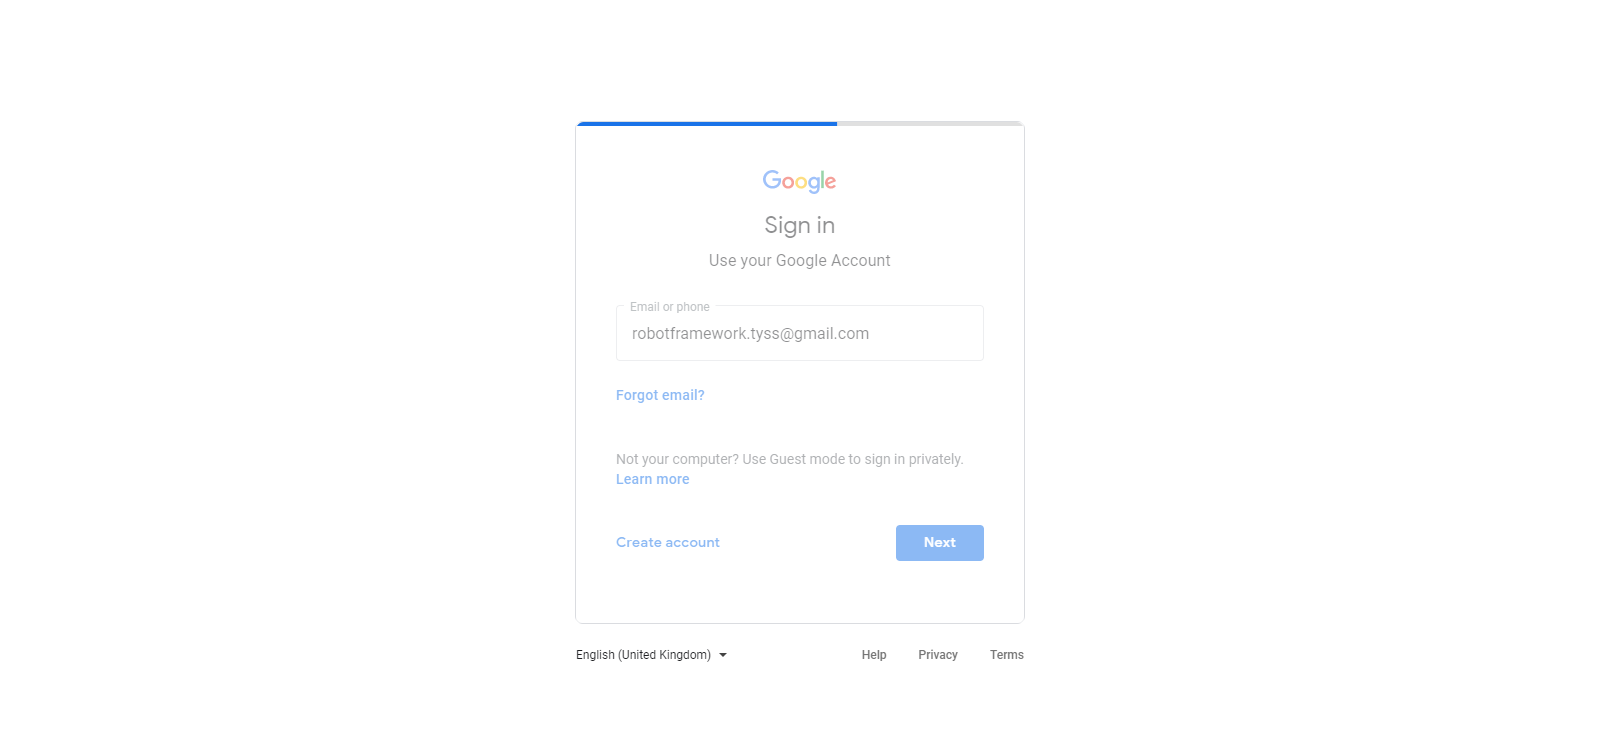 Google
Sign in
Use your Google Account
Email or phone
robotframework.tyss@gmail.com
Forgot email?
Not your computer? Use Guest mode to sign in privately.
Learn more
Create account
Next
English (United Kingdom)
Help
Privacy
Terms